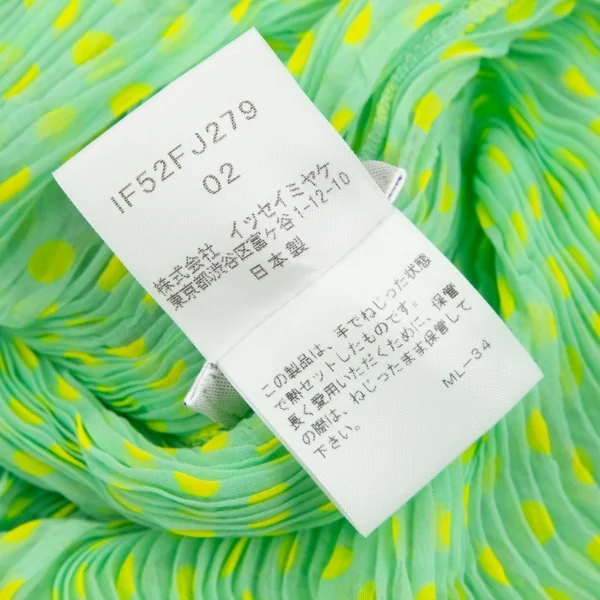 IF52FJ279
02
株式会社 イッセイミヤケ
東京都渋谷区富ヶ谷1-12-10
日本製
この製品は、手でねじった状態
で熱セットしたものです。
長く愛用いただくために、保管
の際は、ねじったまま保管して
下さい。
ML-34